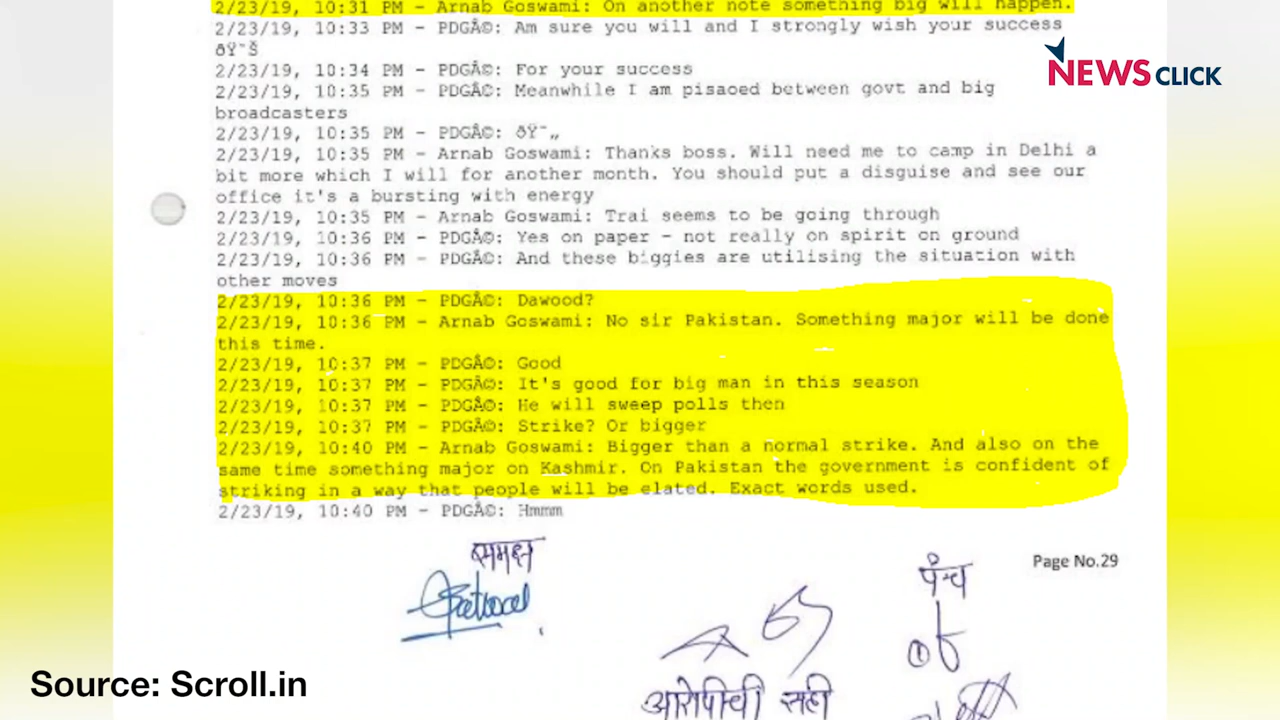 2/23/19, 10:31 PM - Arnab Goswami: On another note something big will happen.
2/23/19, 10:33 PM - PDGÂ©: Am sure you will and I strongly wish your success
ðŸ˜Š
2/23/19, 10:34 PM - PDGÂ©: For your success
2/23/19, 10:35 PM - PDGÂ©: Meanwhile I am pisaoed between govt and big
broadcasters
2/23/19, 10:35 PM - PDGÂ©: ðŸ˜„
2/23/19, 10:35 PM - Arnab Goswami: Thanks boss. Will need me to camp in Delhi a
bit more which I will for another month. You should put a disguise and see our
office it's a bursting with energy
2/23/19, 10:35 PM - Arnab Goswami: Trai seems to be going through
2/23/19, 10:36 PM - PDGÂ©: Yes on paper - not really on spirit on ground
2/23/19, 10:36 PM - PDGÂ©: And these biggies are utilising the situation with
other moves
2/23/19, 10:36 PM - PDGÂ©: Dawood?
2/23/19, 10:36 PM - Arnab Goswami: No sir Pakistan. Something major will be done
this time.
2/23/19, 10:37 PM - PDGÂ©: Good
2/23/19, 10:37 PM - PDGÂ©: It's good for big man in this season
2/23/19, 10:37 PM - PDGÂ©: He will sweep polls then
2/23/19, 10:37 PM - PDGÂ©: Strike? Or bigger
2/23/19, 10:40 PM - Arnab Goswami: Bigger than a normal strike. And also on the
same time something major on Kashmir. On Pakistan the government is confident of
striking in a way that people will be elated. Exact words used.
2/23/19, 10:40 PM - PDGÂ©: Hmmm
NEWSCLICK
समक्ष
Page No.29
पंच
①
आरोपीची सही
Source: Scroll.in